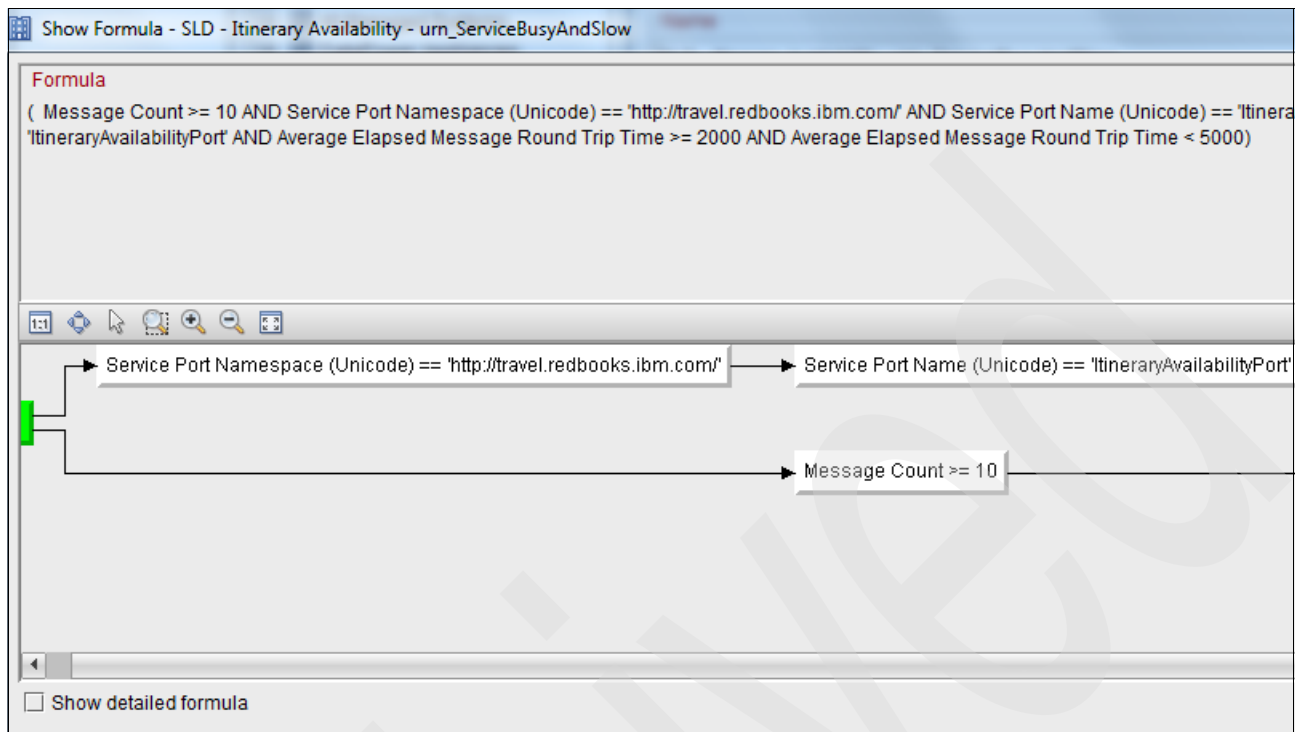 Show Formula - SLD - Itinerary Availability - urn_ServiceBusyAndSlow
Formula
( Message Count >= 10 AND Service Port Namespace (Unicode) == 'http://travel.redbooks.ibm.com/' AND Service Port Name (Unicode) == 'Itinera
'ItineraryAvailabilityPort' AND Average Elapsed Message Round Trip Time >= 2000 AND Average Elapsed Message Round Trip Time < 5000)
1:1
Service Port Namespace (Unicode) == 'http://travel.redbooks.ibm.com/' Service Port Name (Unicode) == 'ItineraryAvailabilityPort'
Message Count >= 10
Show detailed formula